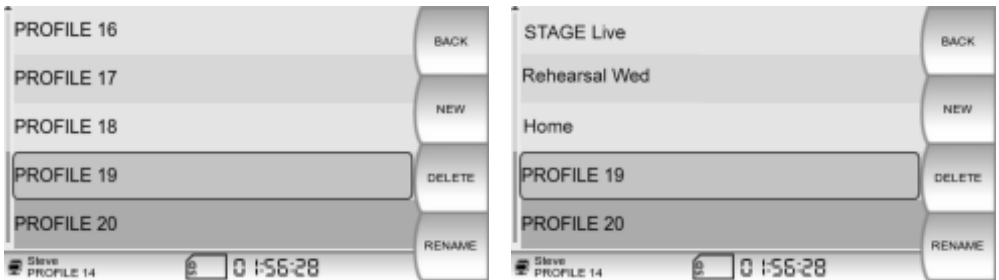 PROFILE 16
PROFILE 17
PROFILE 18
PROFILE 19
PROFILE 20
BACK
NEW
DELETE
RENAME
Steve
PROFILE 14
SD
01:56:28
STAGE Live
Rehearsal Wed
Home
PROFILE 19
PROFILE 20
BACK
NEW
DELETE
RENAME
Steve
PROFILE 14
SD
01:56:28